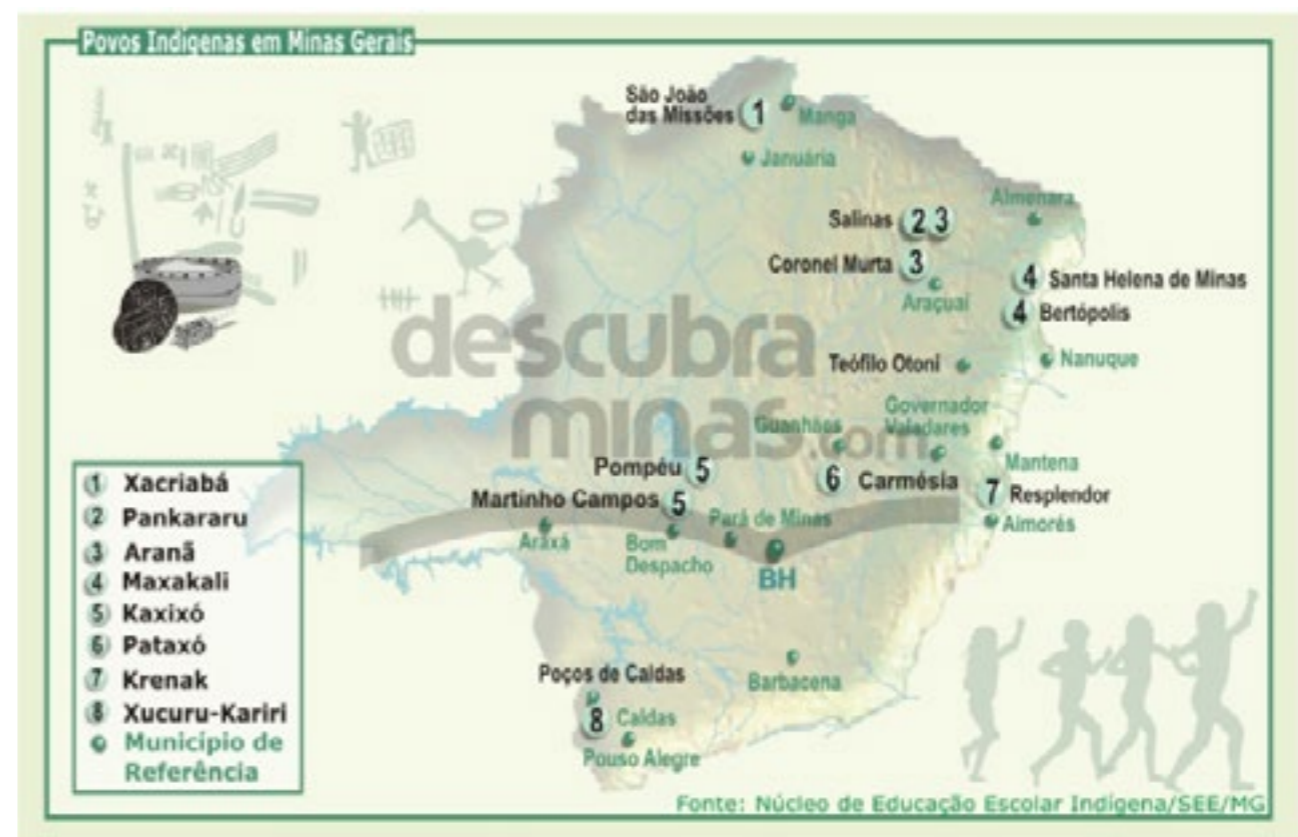 Povos Indígenas em Minas Gerais
São João
das Missões 1
Manga
Januária
Almenara
Salinas 2 3
Coronel Murta 3
Araçuaí
4 Santa Helena de Minas
4 Bertópolis
descubra
minas.com
Teófilo Otoni
Nanuque
Guanhães
Governador
Valadares
Mantena
Pompéu 5
6 Carmésia
7 Resplendor
Martinho Campos 5
Pará de Minas
Aimorés
Araxá
Bom
Despacho
BH
Poços de Caldas
Barbacena
8 Caldas
Pouso Alegre
1 Xacriabá
2 Pankararu
3 Aranã
4 Maxakali
5 Kaxixó
6 Pataxó
7 Krenak
8 Xucuru-Kariri
Município de
Referência
Fonte: Núcleo de Educação Escolar Indígena/SEE/MG